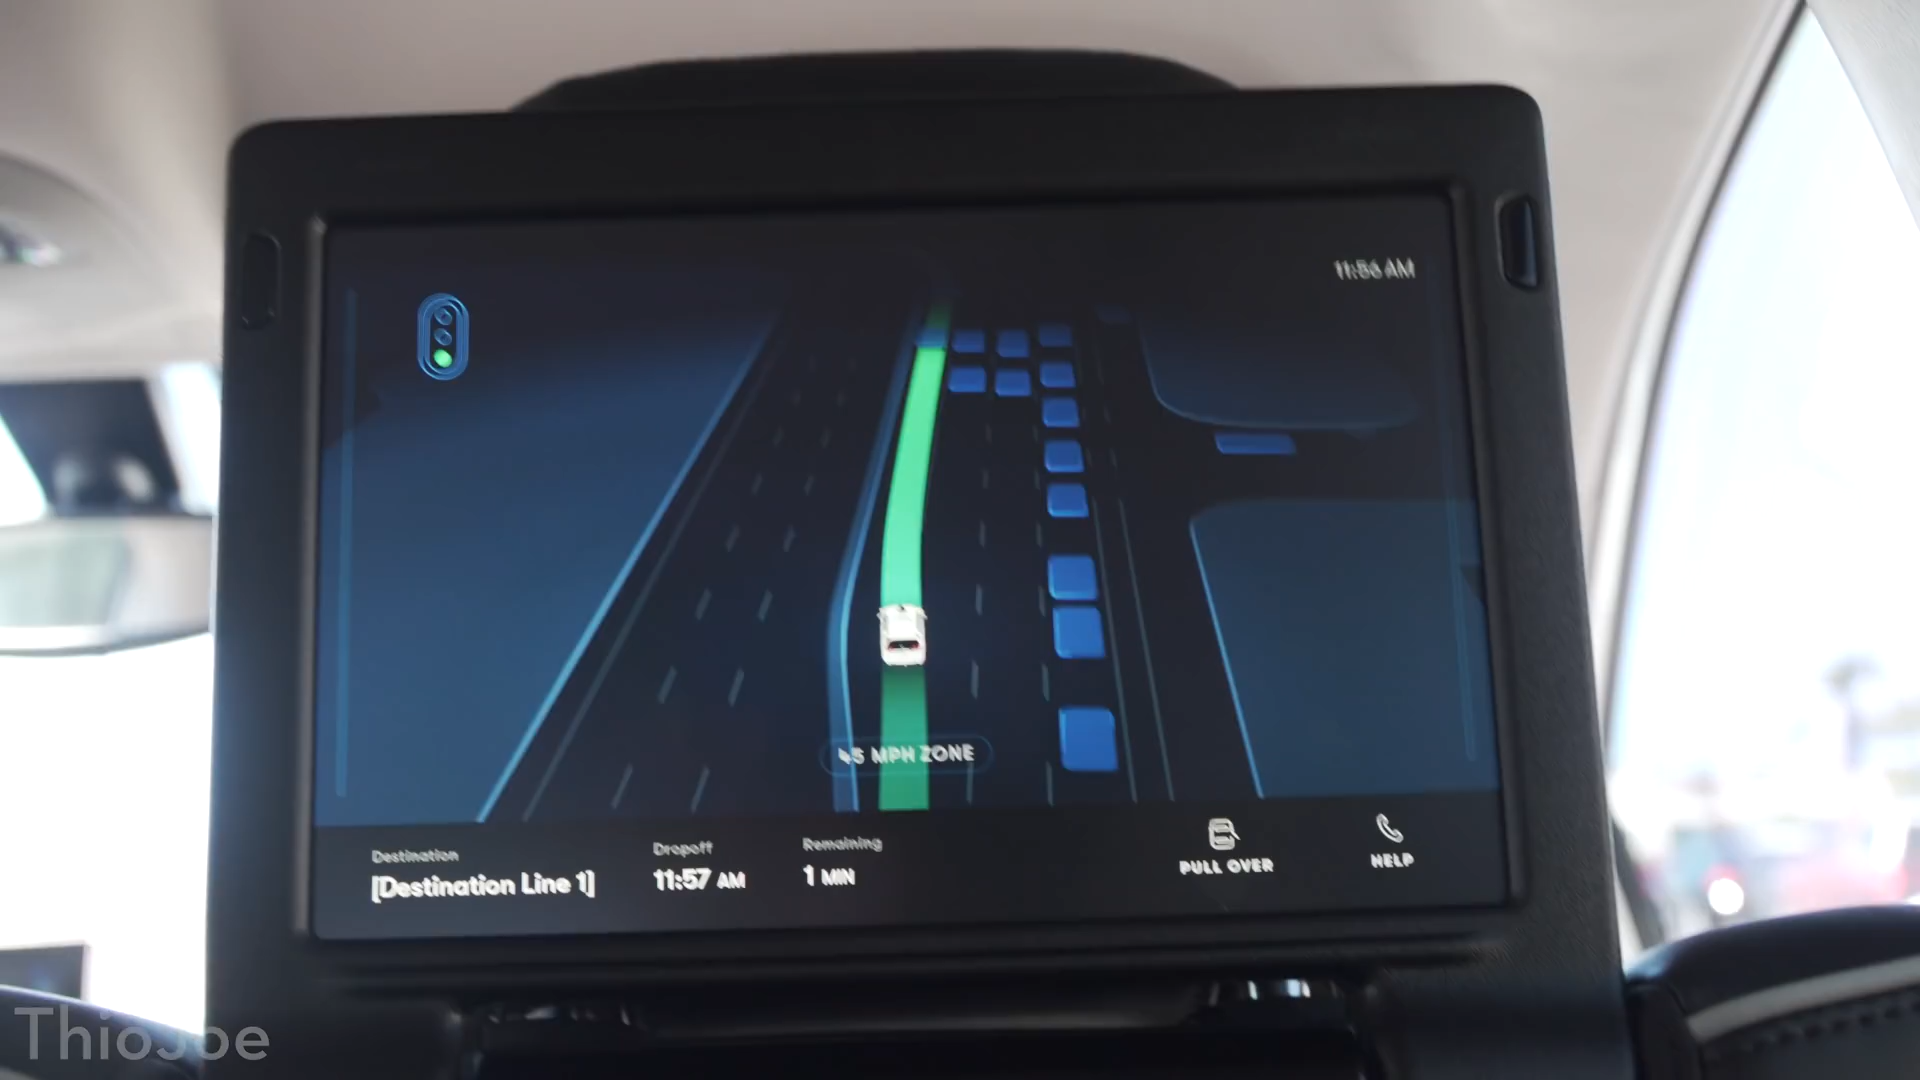 11:56 AM
45 MPH ZONE
Destination
[Destination Line 1]
Dropoff
11:57 AM
Remaining
1 MIN
PULL OVER
HELP
ThioJoe